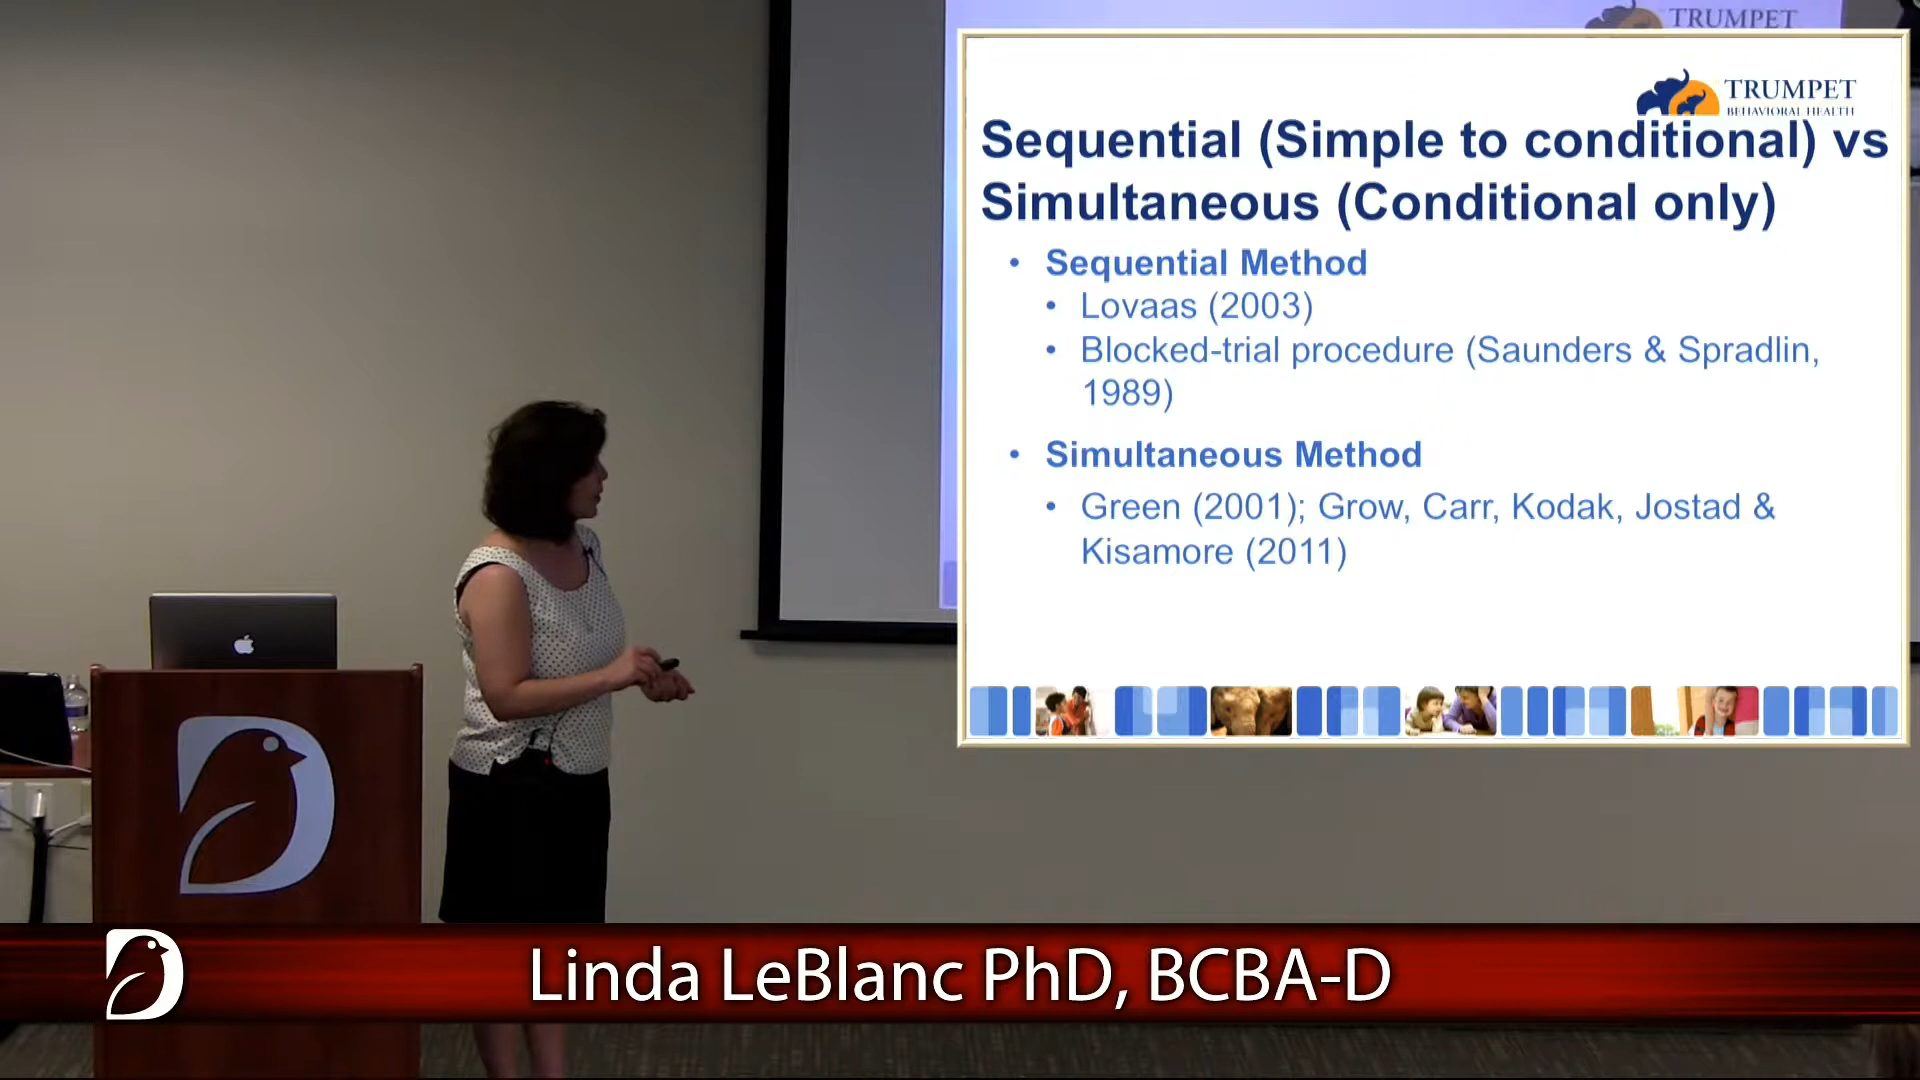 TRUMPET
TRUMPET
BEHAVIORAL HEALTH
Sequential (Simple to conditional) vs
Simultaneous (Conditional only)
• Sequential Method
• Lovaas (2003)
• Blocked-trial procedure (Saunders & Spradlin,
1989)
• Simultaneous Method
• Green (2001); Grow, Carr, Kodak, Jostad &
Kisamore (2011)
Linda LeBlanc PhD, BCBA-D